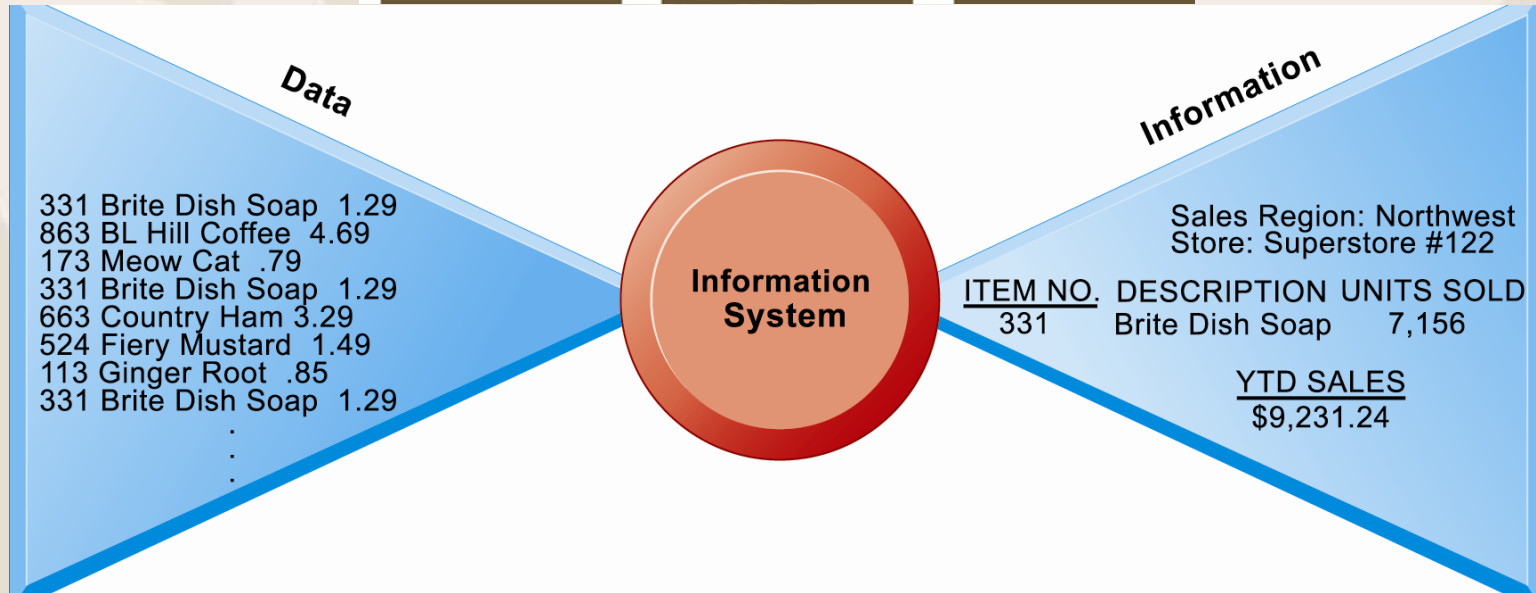 Data
331 Brite Dish Soap 1.29
863 BL Hill Coffee 4.69
173 Meow Cat .79
331 Brite Dish Soap 1.29
663 Country Ham 3.29
524 Fiery Mustard 1.49
113 Ginger Root .85
331 Brite Dish Soap 1.29
.
.
.
Information
System
Information
Sales Region: Northwest
Store: Superstore #122
ITEM NO. DESCRIPTION UNITS SOLD
331 Brite Dish Soap 7,156
YTD SALES
$9,231.24